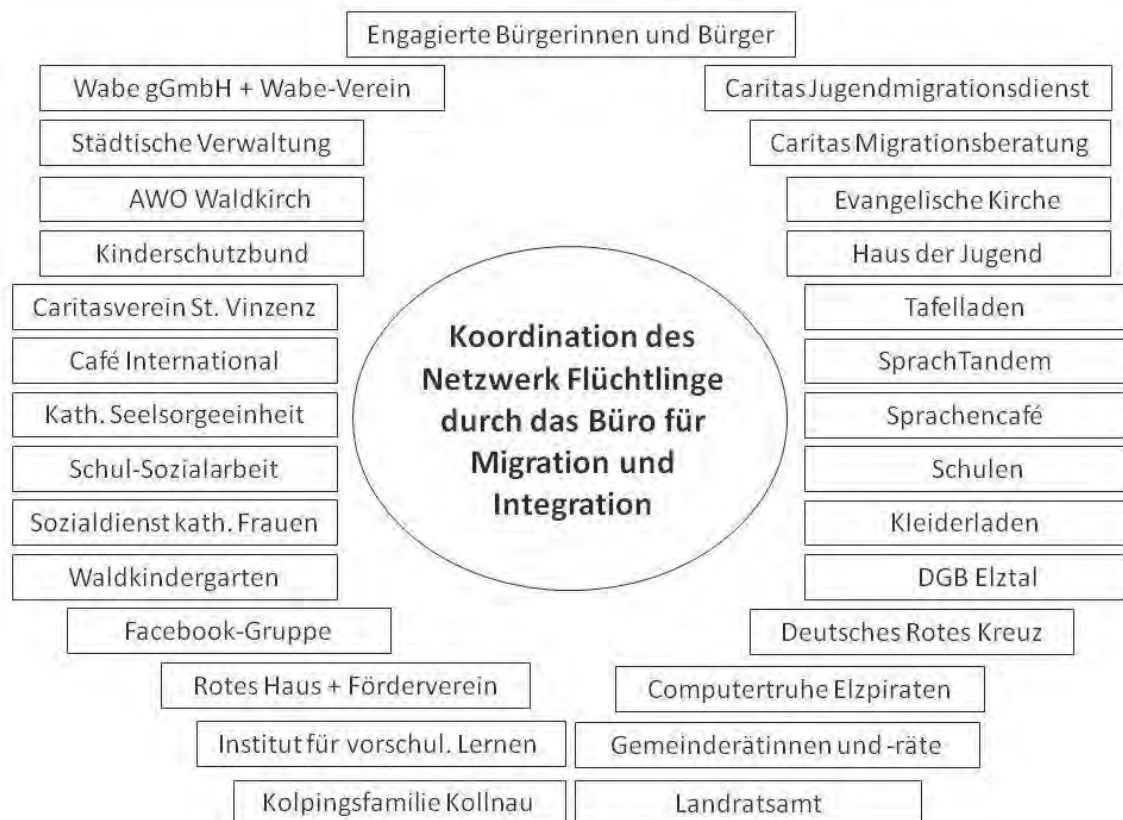 Engagierte Bürgerinnen und Bürger
Wabe gGmbH + Wabe-Verein
Caritas Jugendmigrationsdienst
Städtische Verwaltung
Caritas Migrationsberatung
AWO Waldkirch
Evangelische Kirche
Kinderschutzbund
Haus der Jugend
Caritasverein St. Vinzenz
Tafelladen
Café International
SprachTandem
Kath. Seelsorgeeinheit
Sprachencafé
Schul-Sozialarbeit
Schulen
Sozialdienst kath. Frauen
Kleiderladen
Waldkindergarten
DGB Elztal
Koordination des
Netzwerk Flüchtlinge
durch das Büro für
Migration und
Integration
Facebook-Gruppe
Deutsches Rotes Kreuz
Rotes Haus + Förderverein
Computertruhe Elzpiraten
Institut für vorschul. Lernen
Gemeinderätinnen und -räte
Kolpingsfamilie Kollnau
Landratsamt